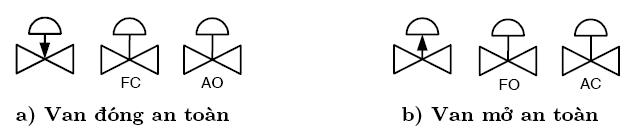 FC AO FO AC
a) Van đóng an toàn b) Van mở an toàn